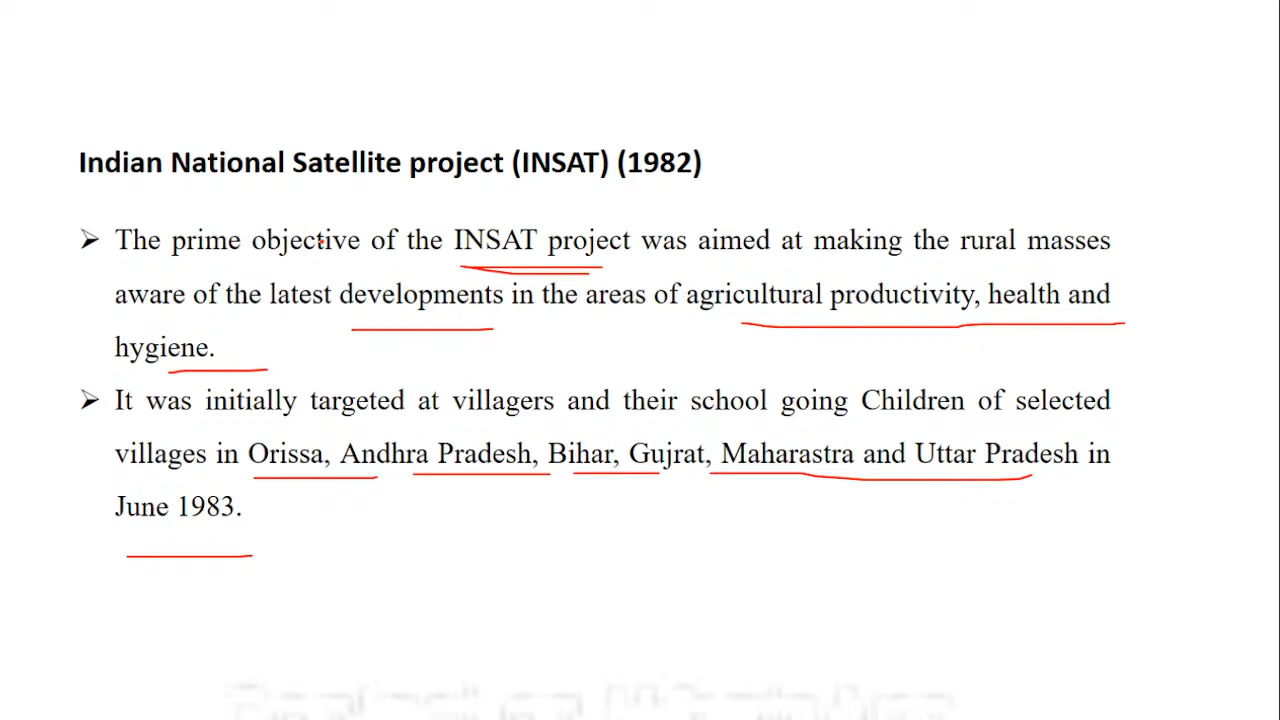 Indian National Satellite project (INSAT) (1982)
➢ The prime objective of the INSAT project was aimed at making the rural masses
aware of the latest developments in the areas of agricultural productivity, health and
hygiene.
➢ It was initially targeted at villagers and their school going Children of selected
villages in Orissa, Andhra Pradesh, Bihar, Gujrat, Maharastra and Uttar Pradesh in
June 1983.